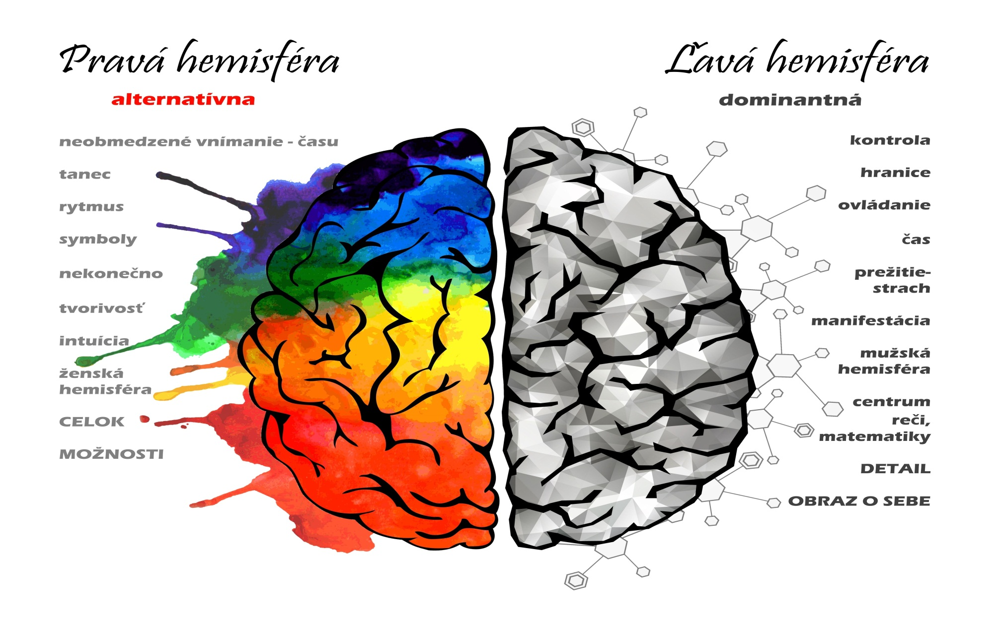 Pravá hemisféra
alternatívna
neobmedzené vnímanie - času
tanec
rytmus
symboly
nekonečno
tvorivosť
intuícia
ženská
hemisféra
CELOK
MOŽNOSTI
Ľavá hemisféra
dominantná
kontrola
hranice
ovládanie
čas
prežitie-
strach
manifestácia
mužská
hemisféra
centrum
reči,
matematiky
DETAIL
OBRAZ O SEBE